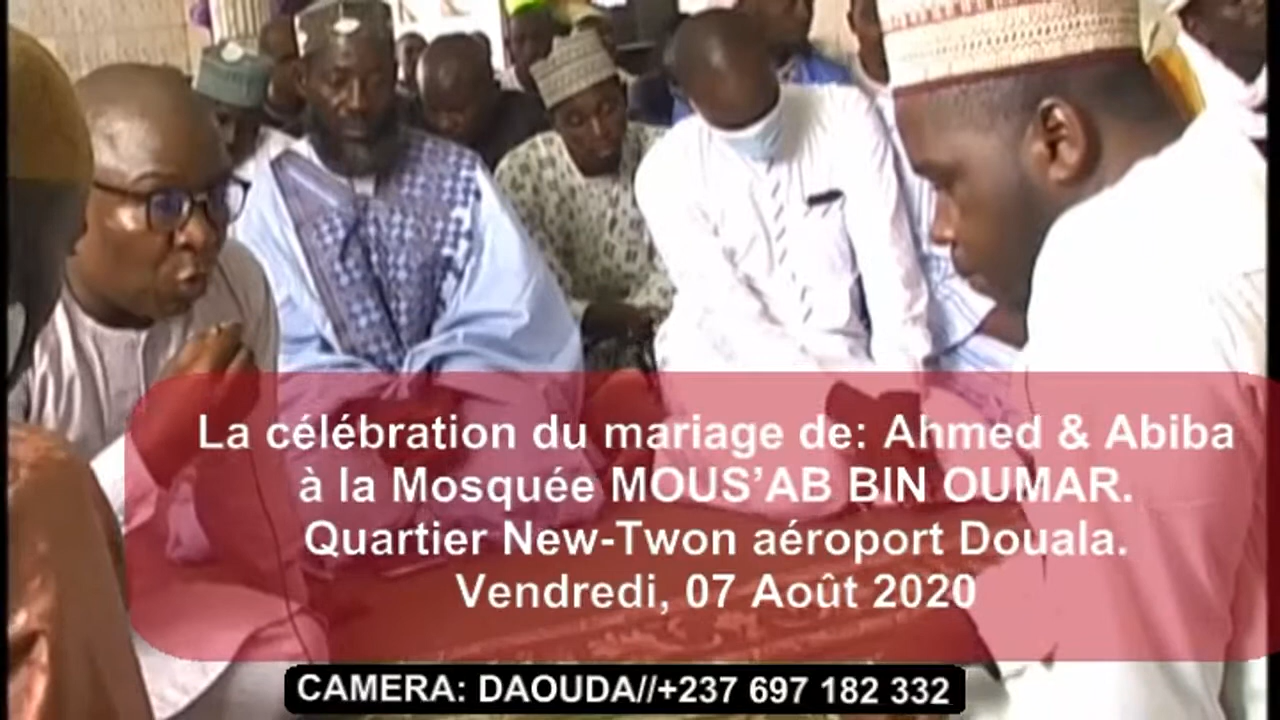 La célébration du mariage de: Ahmed & Abiba
à la Mosquée MOUS'AB BIN OUMAR.
Quartier New-Twon aéroport Douala.
Vendredi, 07 Août 2020
CAMERA: DAOUDA//+237 697 182 332